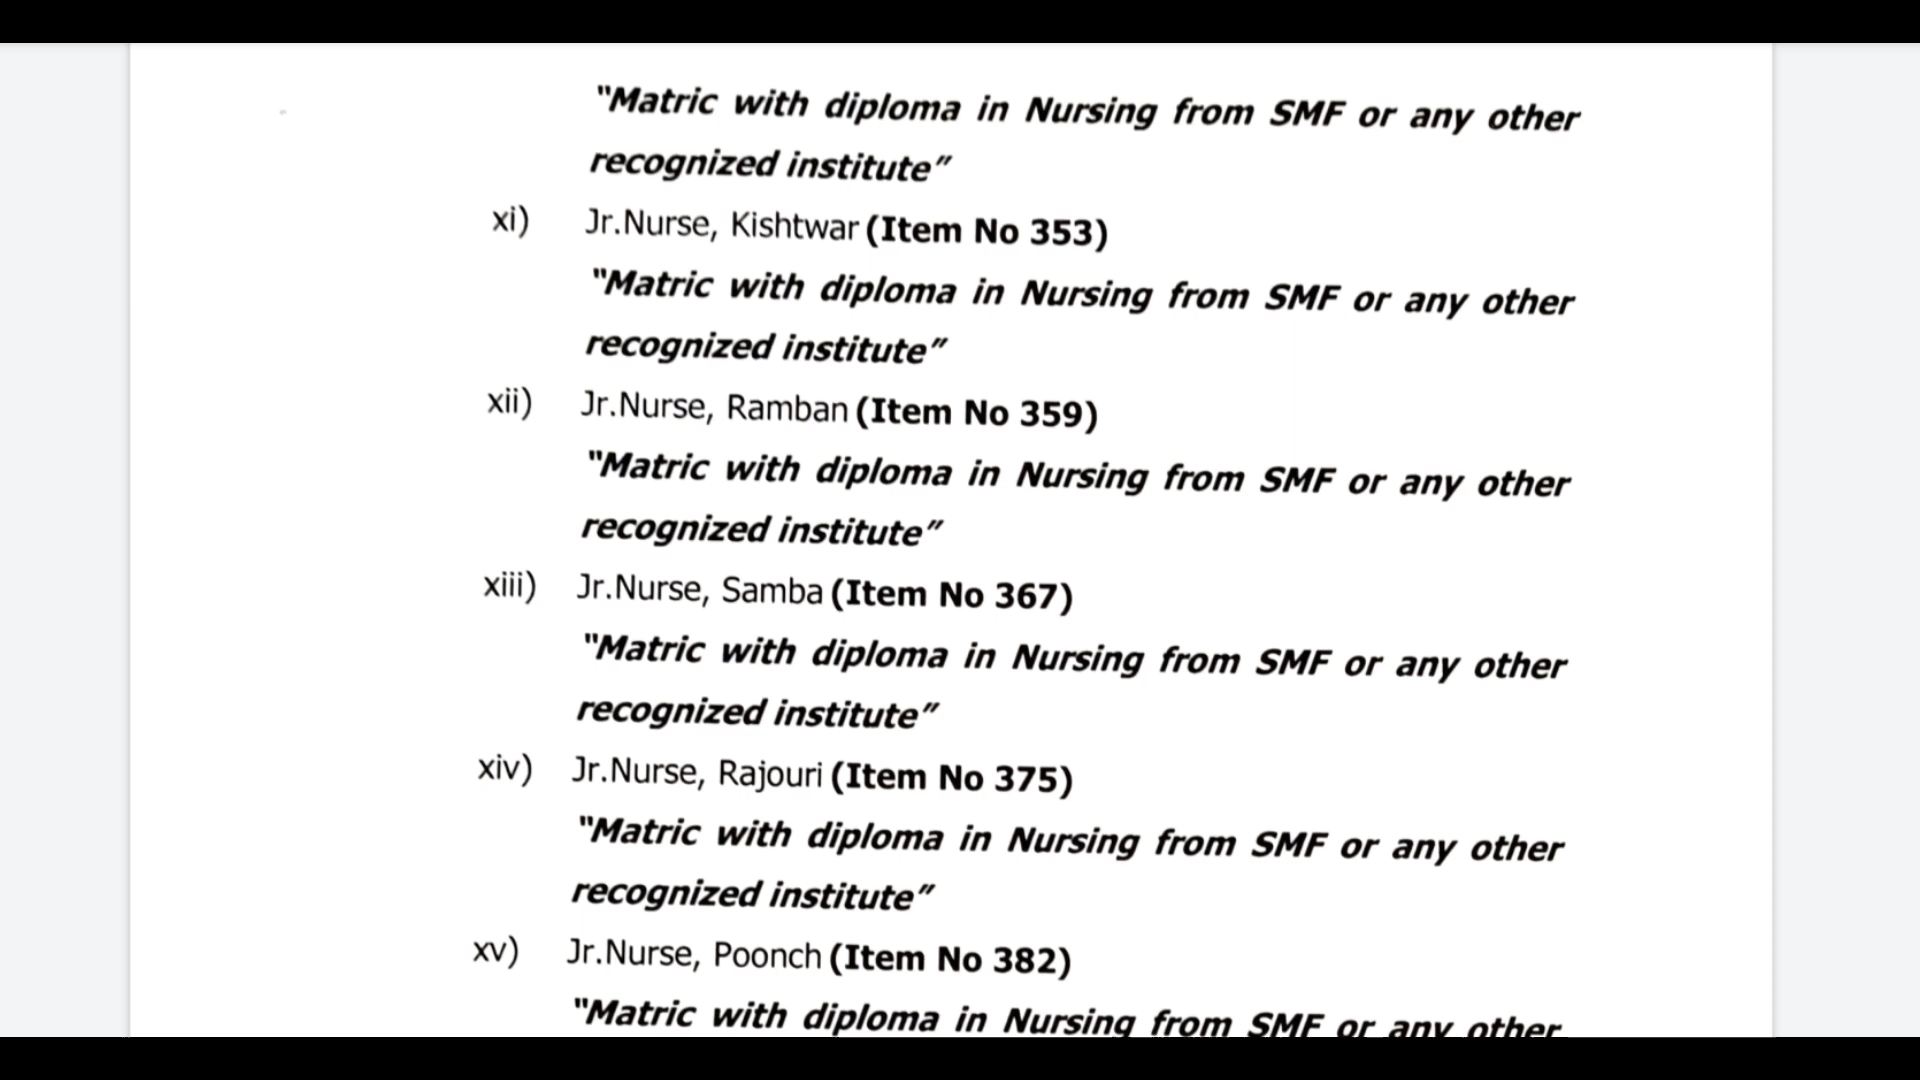 "Matric with diploma in Nursing from SMF or any other
recognized institute"
xi) Jr.Nurse, Kishtwar (Item No 353)
"Matric with diploma in Nursing from SMF or any other
recognized institute"
xii) Jr.Nurse, Ramban (Item No 359)
"Matric with diploma in Nursing from SMF or any other
recognized institute"
xiii) Jr.Nurse, Samba (Item No 367)
"Matric with diploma in Nursing from SMF or any other
recognized institute"
xiv) Jr.Nurse, Rajouri (Item No 375)
"Matric with diploma in Nursing from SMF or any other
recognized institute"
xv) Jr.Nurse, Poonch (Item No 382)
"Matric with diploma in Nursing from SMF or any other